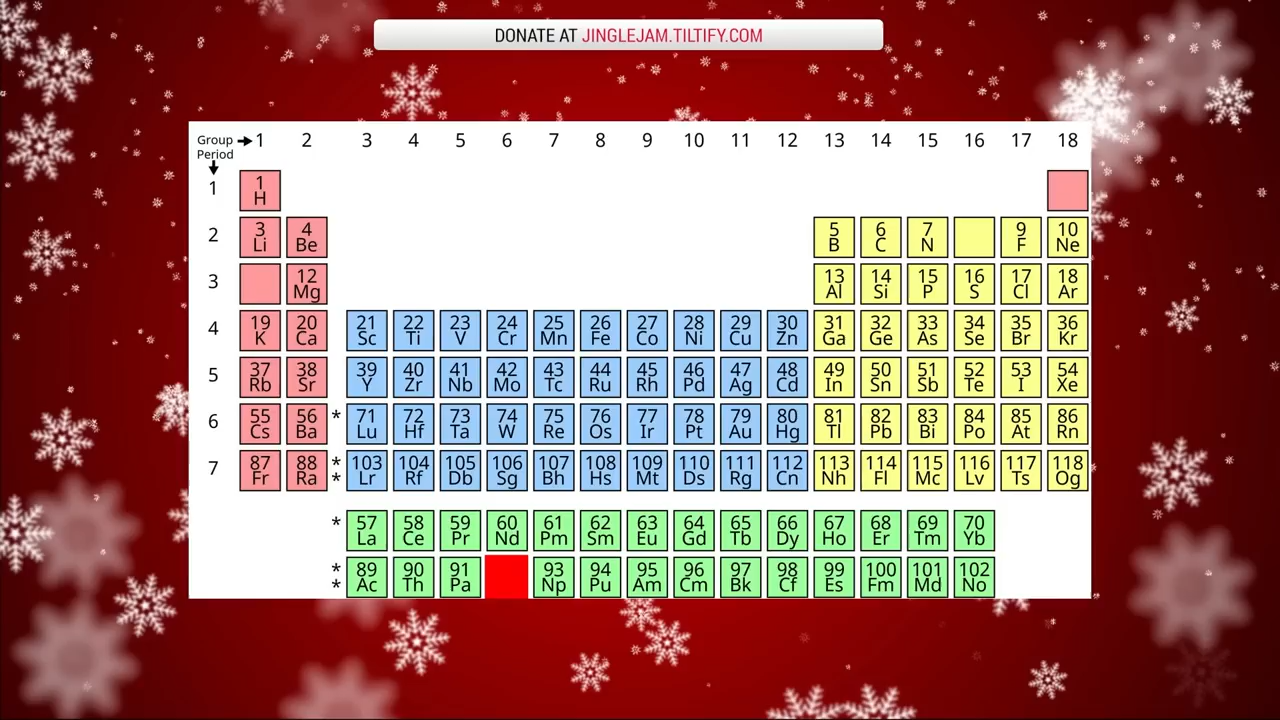 DONATE AT JINGLEJAM.TILTIFY.COM
Group → 1 2 3 4 5 6 7 8 9 10 11 12 13 14 15 16 17 18
Period
↓
1 1 H
2 3 Li 4 Be 5 B 6 C 7 N 9 F 10 Ne
3 12 Mg 13 Al 14 Si 15 P 16 S 17 Cl 18 Ar
4 19 K 20 Ca 21 Sc 22 Ti 23 V 24 Cr 25 Mn 26 Fe 27 Co 28 Ni 29 Cu 30 Zn 31 Ga 32 Ge 33 As 34 Se 35 Br 36 Kr
5 37 Rb 38 Sr 39 Y 40 Zr 41 Nb 42 Mo 43 Tc 44 Ru 45 Rh 46 Pd 47 Ag 48 Cd 49 In 50 Sn 51 Sb 52 Te 53 I 54 Xe
6 55 Cs 56 Ba * 71 Lu 72 Hf 73 Ta 74 W 75 Re 76 Os 77 Ir 78 Pt 79 Au 80 Hg 81 Tl 82 Pb 83 Bi 84 Po 85 At 86 Rn
7 87 Fr 88 Ra ** 103 Lr 104 Rf 105 Db 106 Sg 107 Bh 108 Hs 109 Mt 110 Ds 111 Rg 112 Cn 113 Nh 114 Fl 115 Mc 116 Lv 117 Ts 118 Og
* 57 La 58 Ce 59 Pr 60 Nd 61 Pm 62 Sm 63 Eu 64 Gd 65 Tb 66 Dy 67 Ho 68 Er 69 Tm 70 Yb
** 89 Ac 90 Th 91 Pa 93 Np 94 Pu 95 Am 96 Cm 97 Bk 98 Cf 99 Es 100 Fm 101 Md 102 No